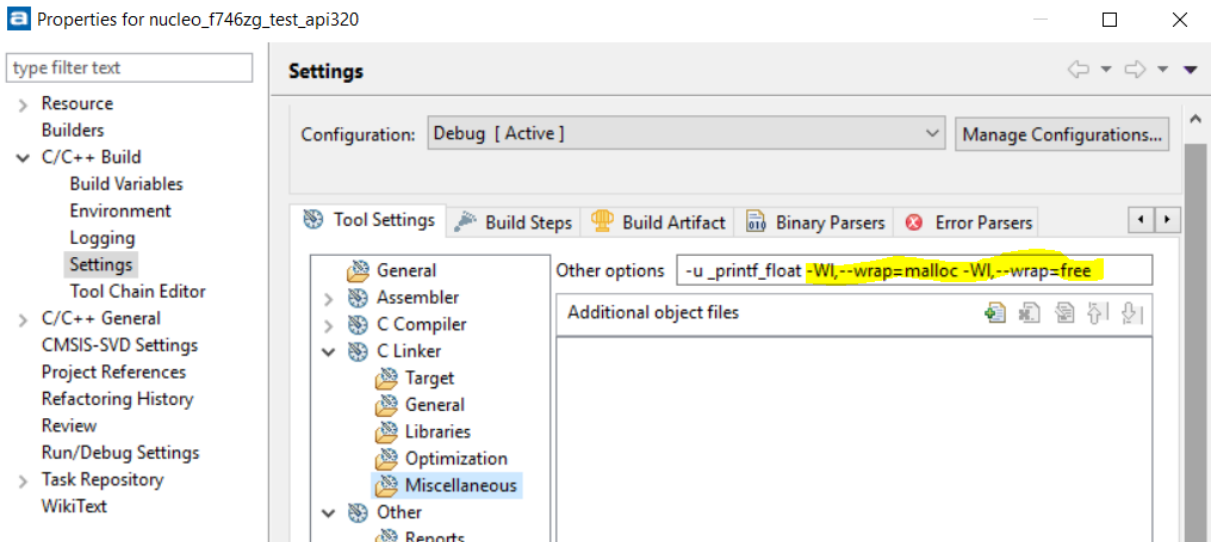 Properties for nucleo_f746zg_test_api320
type filter text
Resource
Builders
C/C++ Build
Build Variables
Environment
Logging
Settings
Tool Chain Editor
C/C++ General
CMSIS-SVD Settings
Project References
Refactoring History
Review
Run/Debug Settings
Task Repository
WikiText
Settings
Configuration: Debug [ Active ] Manage Configurations...
Tool Settings Build Steps Build Artifact Binary Parsers Error Parsers
General
Assembler
C Compiler
C Linker
Target
General
Libraries
Optimization
Miscellaneous
Other
Reports
Other options -u _printf_float -Wl,--wrap=malloc -Wl,--wrap=free
Additional object files